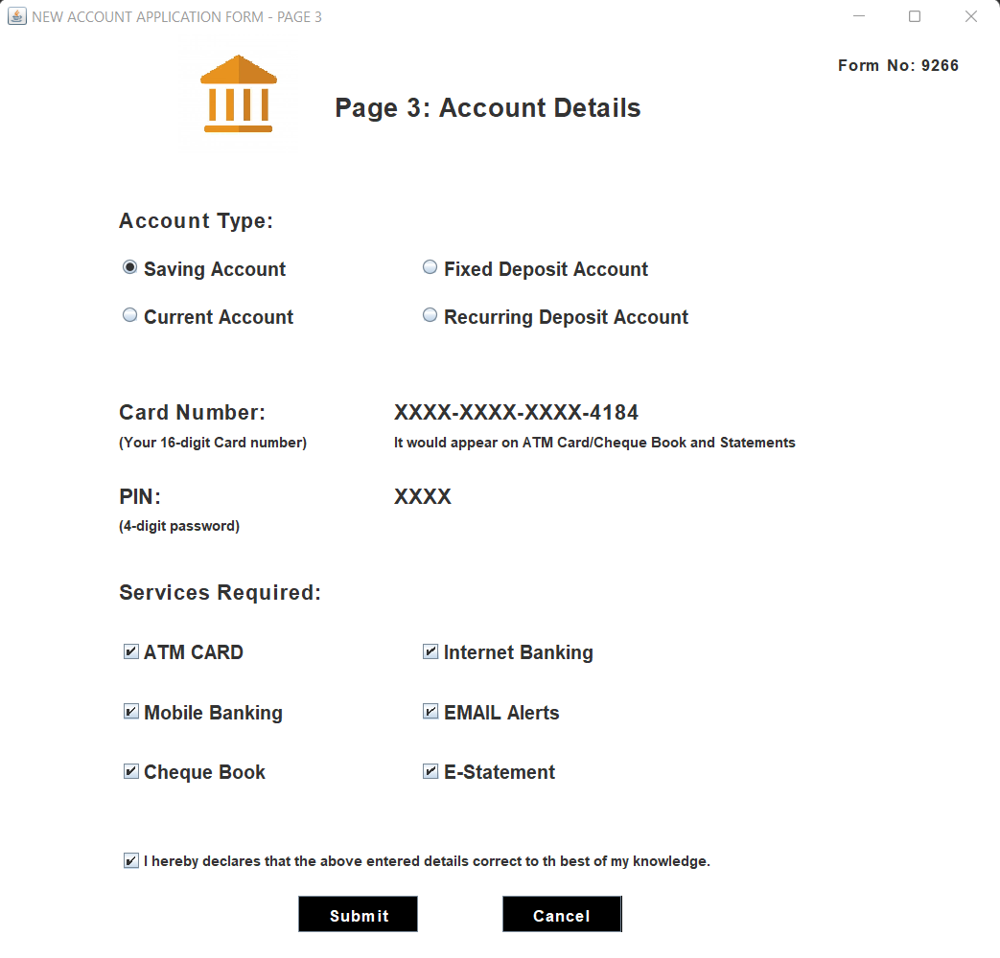 NEW ACCOUNT APPLICATION FORM - PAGE 3
Form No: 9266
Page 3: Account Details
Account Type:
Saving Account Fixed Deposit Account
Current Account Recurring Deposit Account
Card Number: XXXX-XXXX-XXXX-4184
(Your 16-digit Card number) It would appear on ATM Card/Cheque Book and Statements
PIN: XXXX
(4-digit password)
Services Required:
ATM CARD Internet Banking
Mobile Banking EMAIL Alerts
Cheque Book E-Statement
I hereby declares that the above entered details correct to th best of my knowledge.
Submit Cancel